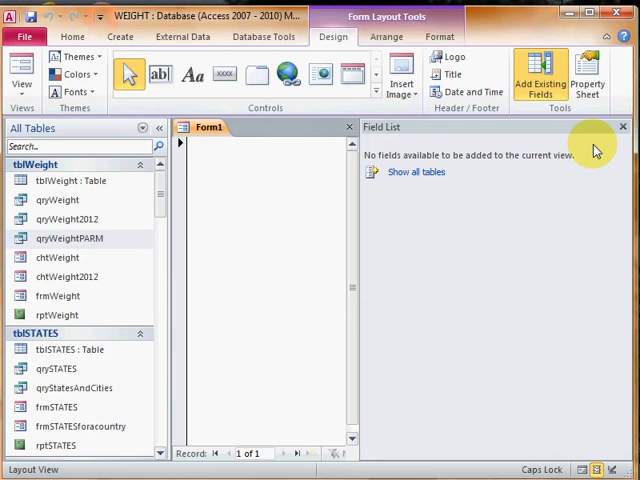 WEIGHT : Database (Access 2007 - 2010) M...
Form Layout Tools
File
Home
Create
External Data
Database Tools
Design
Arrange
Format
View
Views
Themes
Colors
Fonts
Themes
ab|
Aa
xxxx
Controls
Insert
Image
Logo
Title
Date and Time
Header / Footer
Add Existing
Fields
Property
Sheet
Tools
All Tables
Search...
tblWeight
tblWeight : Table
qryWeight
qryWeight2012
qryWeightPARM
chtWeight
chtWeight2012
frmWeight
rptWeight
tblSTATES
tblSTATES : Table
qrySTATES
qryStatesAndCities
frmSTATES
frmSTATESforacountry
rptSTATES
Form1
Record:
1 of 1
Field List
No fields available to be added to the current view.
Show all tables
Layout View
Caps Lock